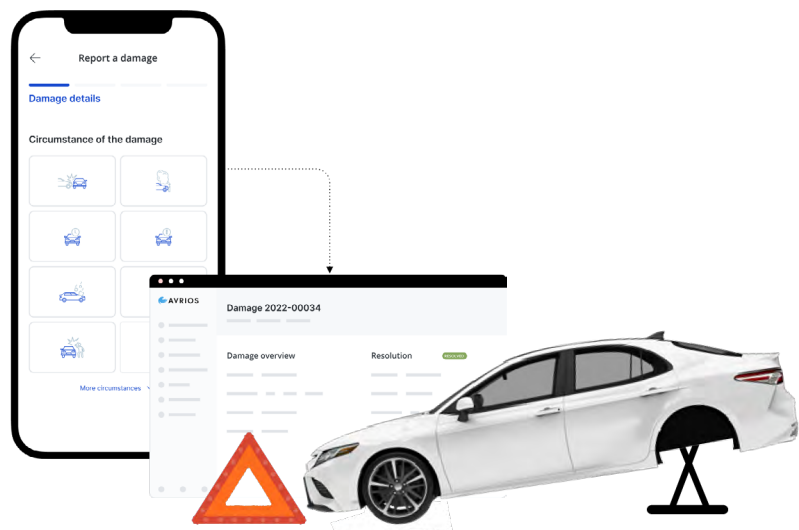 Report a damage
Damage details
Circumstance of the damage
More circumstances
AVRIOS
Damage 2022-00034
Damage overview
Resolution